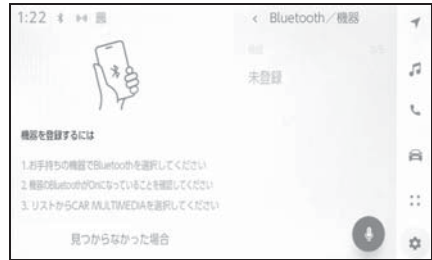 1:22
< Bluetooth/機器
未登録
機器を登録するには
1.お手持ちの機器でBluetoothを選択してください
2.機器のBluetoothがOnになっていることを確認してください
3.リストからCAR MULTIMEDIAを選択してください
見つからなかった場合